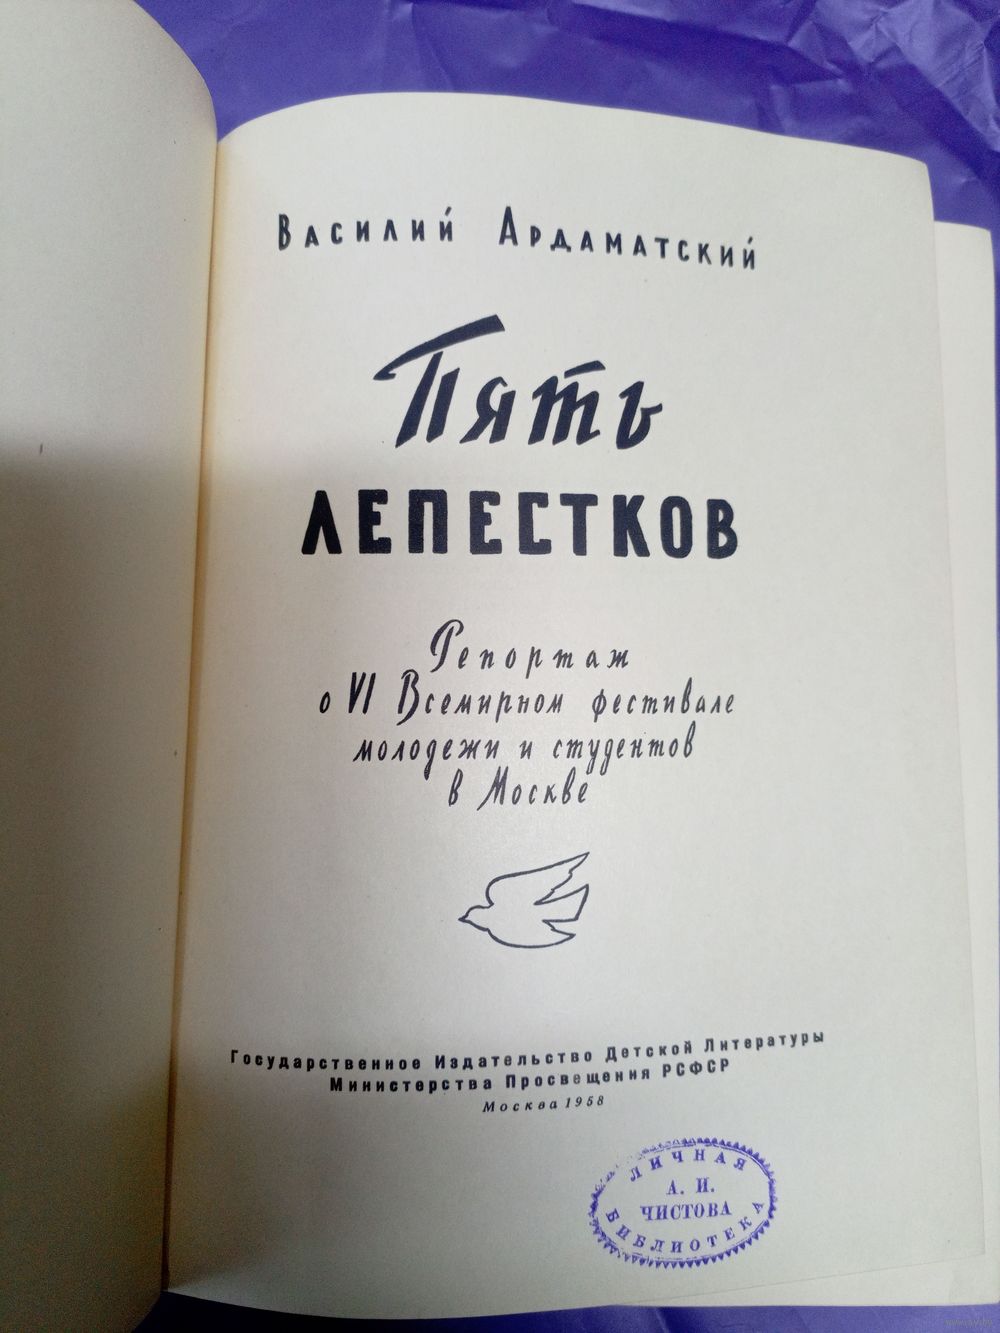 Василий Ардаматский
Пять
ЛЕПЕСТКОВ
Репортаж
о VI Всемирном фестивале
молодежи и студентов
в Москве
Государственное Издательство Детской Литературы
Министерства Просвещения РСФСР
Москва 1958
ЛИЧНАЯ
А. И.
ЧИСТОВА
БИБЛИОТЕКА